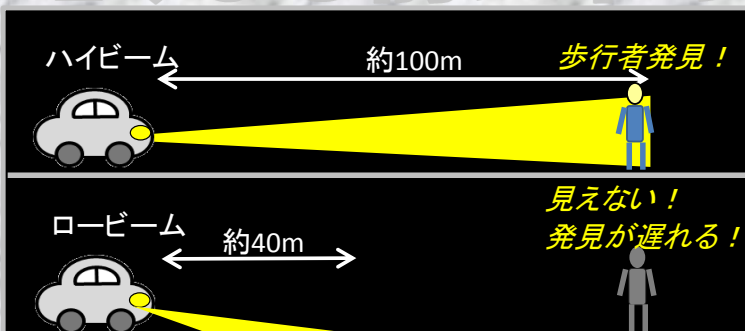 ハイビーム
約100m
歩行者発見！
ロービーム
約40m
見えない！
発見が遅れる！